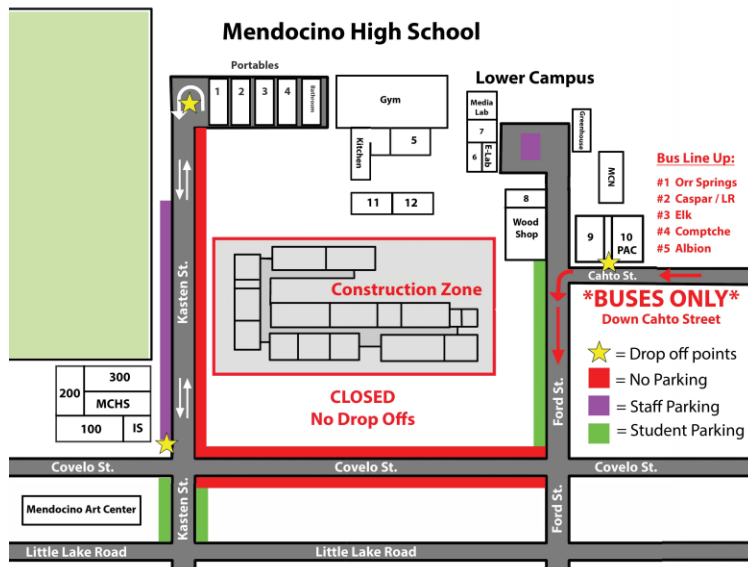 Mendocino High School
Portables
1
2
3
4
Bathroom
Gym
Kitchen
5
11
12
Lower Campus
Media
Lab
7
6
E-Lab
Greenhouse
MCN
8
Wood
Shop
9
10
PAC
Bus Line Up:
#1 Orr Springs
#2 Caspar / LR
#3 Elk
#4 Comptche
#5 Albion
Cahto St.
*BUSES ONLY*
Down Cahto Street
= Drop off points
= No Parking
= Staff Parking
= Student Parking
Kasten St.
Construction Zone
CLOSED
No Drop Offs
Ford St.
200
300
MCHS
100
IS
Covelo St.
Covelo St.
Covelo St.
Mendocino Art Center
Kasten St.
Ford St.
Little Lake Road
Little Lake Road